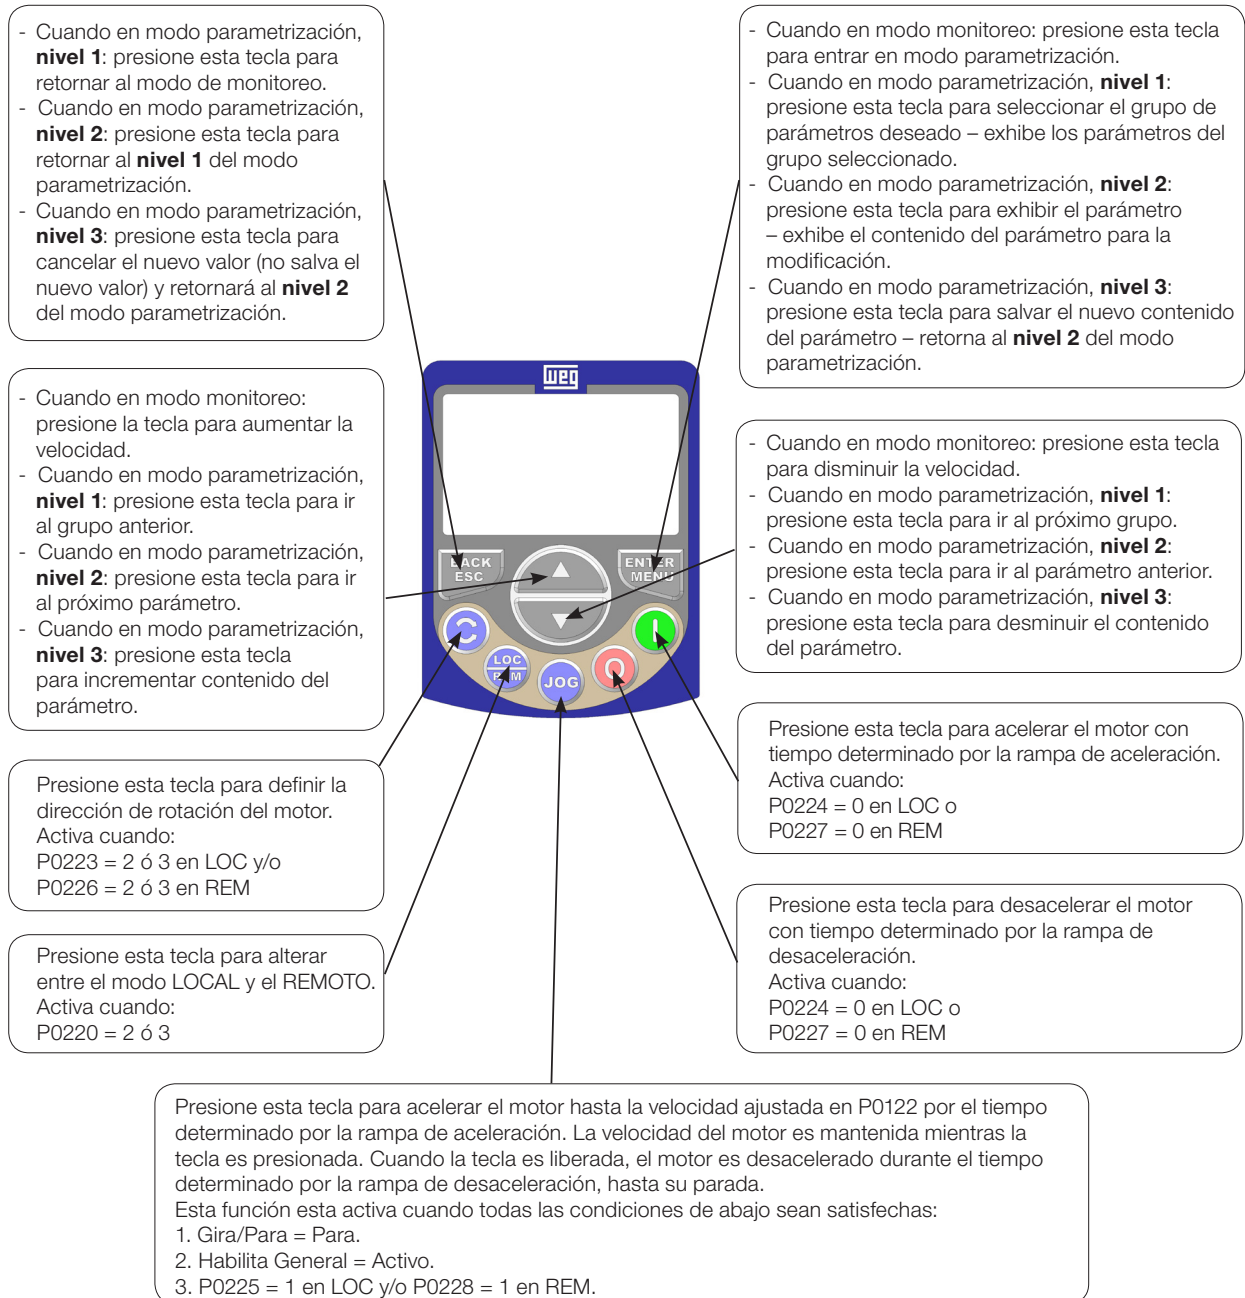 - Cuando en modo parametrización,
nivel 1: presione esta tecla para
retornar al modo de monitoreo.
- Cuando en modo parametrización,
nivel 2: presione esta tecla para
retornar al nivel 1 del modo
parametrización.
- Cuando en modo parametrización,
nivel 3: presione esta tecla para
cancelar el nuevo valor (no salva el
nuevo valor) y retornará al nivel 2
del modo parametrización.
- Cuando en modo monitoreo: presione esta tecla
para entrar en modo parametrización.
- Cuando en modo parametrización, nivel 1:
presione esta tecla para seleccionar el grupo de
parámetros deseado – exhibe los parámetros del
grupo seleccionado.
- Cuando en modo parametrización, nivel 2:
presione esta tecla para exhibir el parámetro
– exhibe el contenido del parámetro para la
modificación.
- Cuando en modo parametrización, nivel 3:
presione esta tecla para salvar el nuevo contenido
del parámetro – retorna al nivel 2 del modo
parametrización.
- Cuando en modo monitoreo:
presione la tecla para aumentar la
velocidad.
- Cuando en modo parametrización,
nivel 1: presione esta tecla para ir
al grupo anterior.
- Cuando en modo parametrización,
nivel 2: presione esta tecla para ir
al próximo parámetro.
- Cuando en modo parametrización,
nivel 3: presione esta tecla
para incrementar contenido del
parámetro.
weg
BACK
ESC
ENTER
MENU
LOC
REM
JOG
- Cuando en modo monitoreo: presione esta tecla
para disminuir la velocidad.
- Cuando en modo parametrización, nivel 1:
presione esta tecla para ir al próximo grupo.
- Cuando en modo parametrización, nivel 2:
presione esta tecla para ir al parámetro anterior.
- Cuando en modo parametrización, nivel 3:
presione esta tecla para desminuir el contenido
del parámetro.
Presione esta tecla para definir la
dirección de rotación del motor.
Activa cuando:
P0223 = 2 ó 3 en LOC y/o
P0226 = 2 ó 3 en REM
Presione esta tecla para acelerar el motor con
tiempo determinado por la rampa de aceleración.
Activa cuando:
P0224 = 0 en LOC o
P0227 = 0 en REM
Presione esta tecla para alterar
entre el modo LOCAL y el REMOTO.
Activa cuando:
P0220 = 2 ó 3
Presione esta tecla para desacelerar el motor
con tiempo determinado por la rampa de
desaceleración.
Activa cuando:
P0224 = 0 en LOC o
P0227 = 0 en REM
Presione esta tecla para acelerar el motor hasta la velocidad ajustada en P0122 por el tiempo
determinado por la rampa de aceleración. La velocidad del motor es mantenida mientras la
tecla es presionada. Cuando la tecla es liberada, el motor es desacelerado durante el tiempo
determinado por la rampa de desaceleración, hasta su parada.
Esta función esta activa cuando todas las condiciones de abajo sean satisfechas:
1. Gira/Para = Para.
2. Habilita General = Activo.
3. P0225 = 1 en LOC y/o P0228 = 1 en REM.